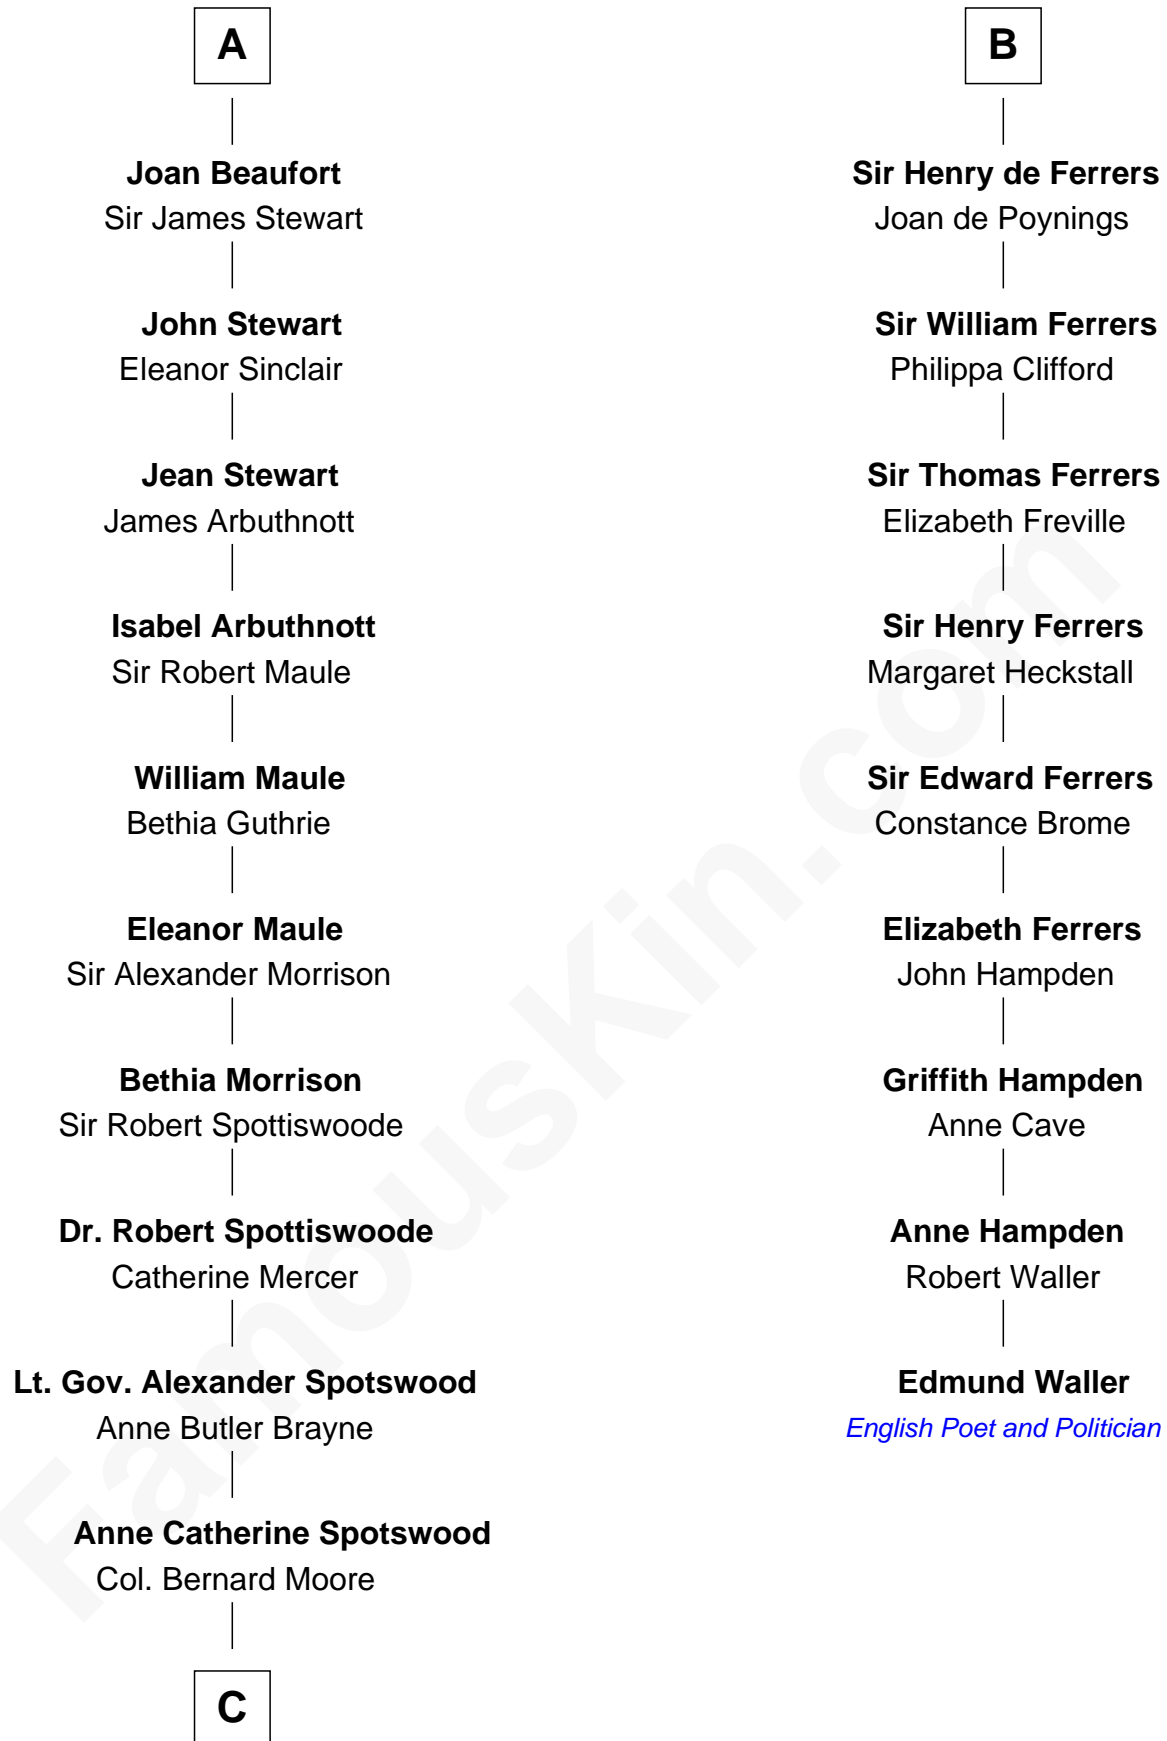 A
Joan Beaufort
Sir James Stewart
John Stewart
Eleanor Sinclair
Jean Stewart
James Arbuthnott
Isabel Arbuthnott
Sir Robert Maule
William Maule
Bethia Guthrie
Eleanor Maule
Sir Alexander Morrison
Bethia Morrison
Sir Robert Spottiswoode
Dr. Robert Spottiswoode
Catherine Mercer
Lt. Gov. Alexander Spotswood
Anne Butler Brayne
Anne Catherine Spotswood
Col. Bernard Moore
C
B
Sir Henry de Ferrers
Joan de Poynings
Sir William Ferrers
Philippa Clifford
Sir Thomas Ferrers
Elizabeth Freville
Sir Henry Ferrers
Margaret Heckstall
Sir Edward Ferrers
Constance Brome
Elizabeth Ferrers
John Hampden
Griffith Hampden
Anne Cave
Anne Hampden
Robert Waller
Edmund Waller
English Poet and Politician
FamousKin.com